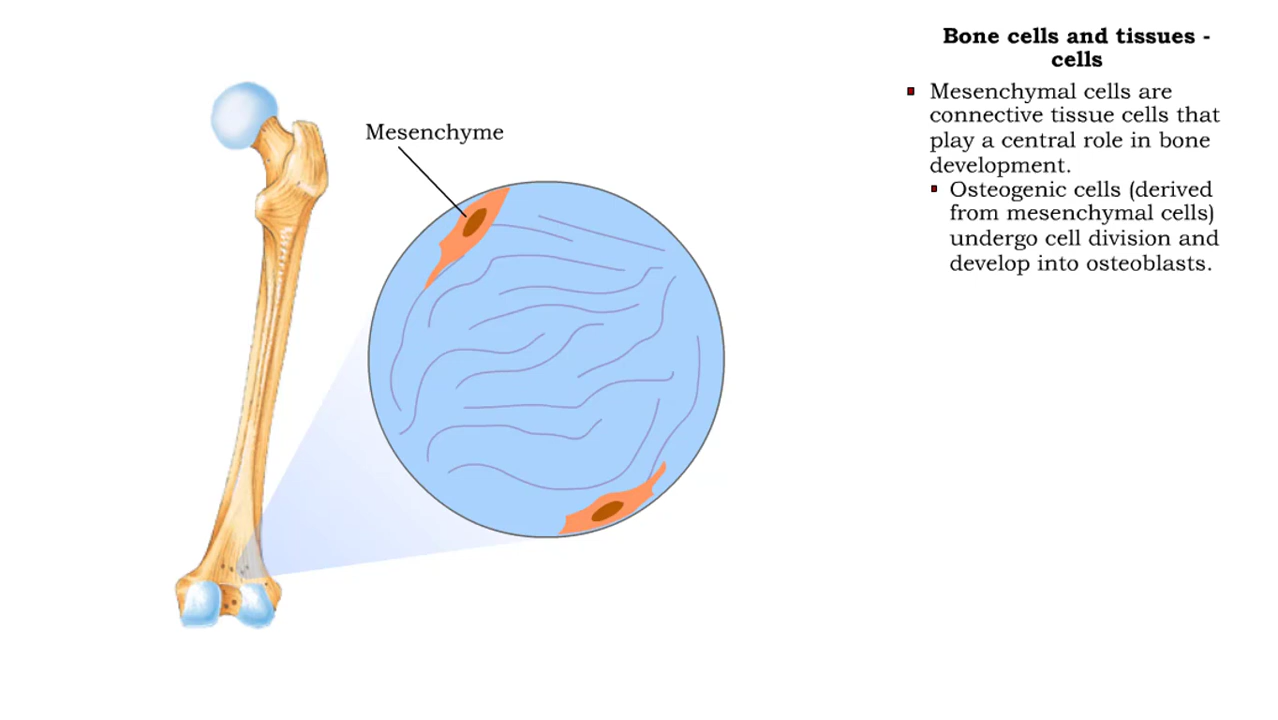 Bone cells and tissues -
cells
Mesenchymal cells are
connective tissue cells that
play a central role in bone
development.
Osteogenic cells (derived
from mesenchymal cells)
undergo cell division and
develop into osteoblasts.
Mesenchyme